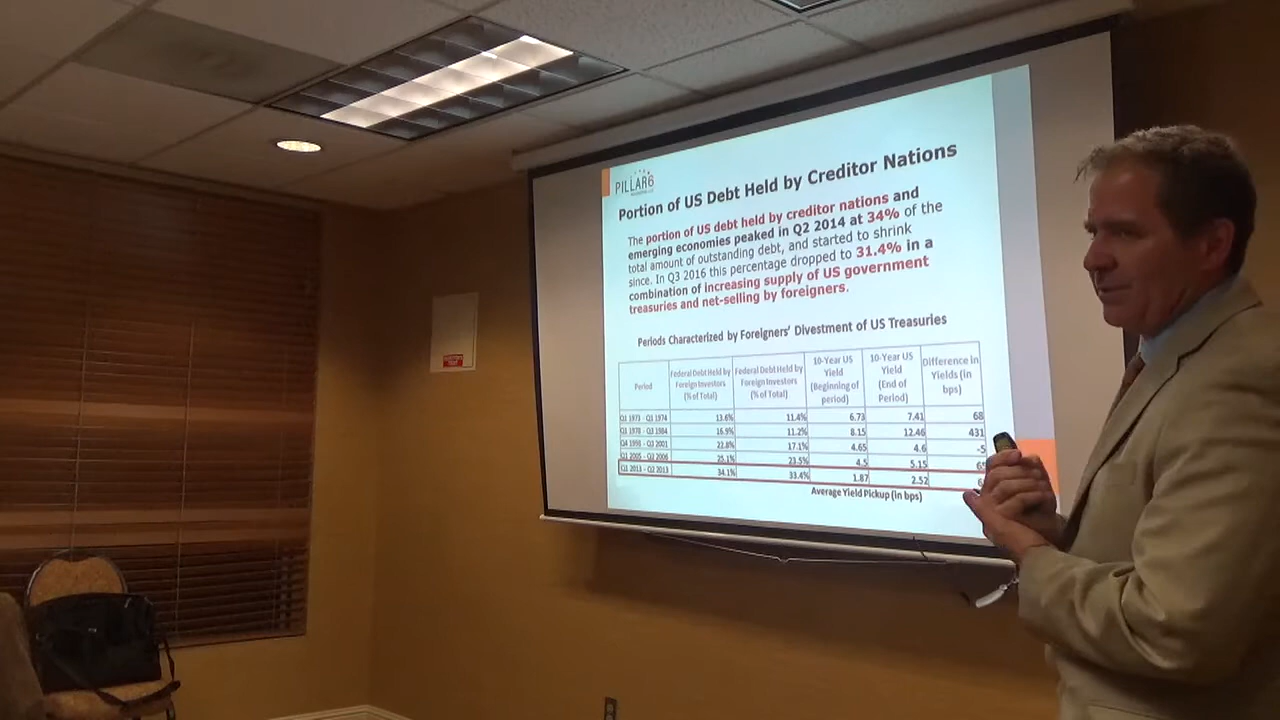 PILLAR6
Portion of US Debt Held by Creditor Nations
The portion of US debt held by creditor nations and
emerging economies peaked in Q2 2014 at 34% of the
total amount of outstanding debt, and started to shrink
since. In Q3 2016 this percentage dropped to 31.4% in a
combination of increasing supply of US government
treasuries and net-selling by foreigners.
Periods Characterized by Foreigners' Divestment of US Treasuries
Period Federal Debt Held by Foreign Investors (% of Total) Federal Debt Held by Foreign Investors (% of Total) 10-Year US Yield (Beginning of period) 10-Year US Yield (End of Period) Difference in Yields (in bps)
Q1 1973 - Q3 1974 13.6% 11.4% 6.73 7.41 68
Q1 1978 - Q3 1984 16.9% 11.2% 8.15 12.46 431
2001 22.8% 17.1% 4.65 4.6 -5
Q1 2005 - 2006 25.1% 23.5% 4.5 5.15
Q1 2013 - Q2 2013 34.1% 33.4% 1.87 2.52
Average Yield Pickup (in bps)